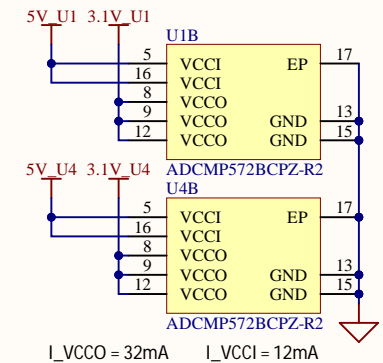 5V_U1 3.1V_U1
U1B
5 VCCI EP 17
16 VCCI
8 VCCO
9 VCCO GND 13
12 VCCO GND 15
ADCMP572BCPZ-R2
5V_U4 3.1V_U4
U4B
5 VCCI EP 17
16 VCCI
8 VCCO
9 VCCO GND 13
12 VCCO GND 15
ADCMP572BCPZ-R2
I_VCCO = 32mA I_VCCI = 12mA